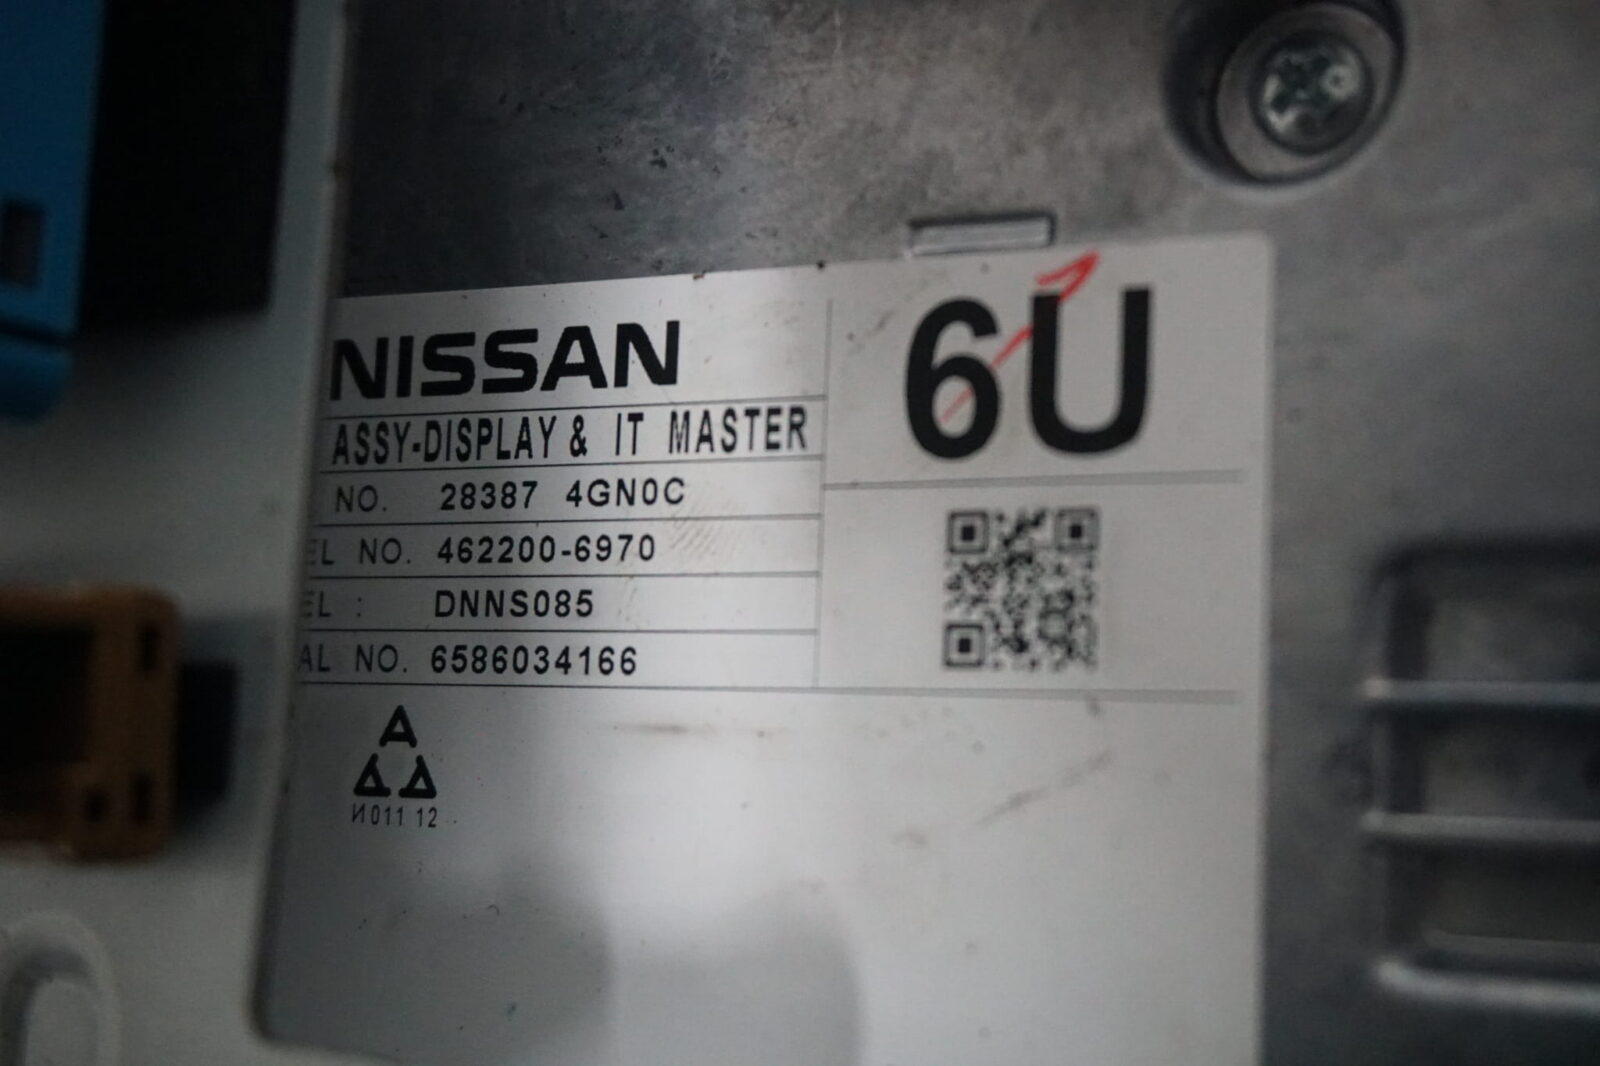 NISSAN
6U
ASSY-DISPLAY & IT MASTER
NO. 28387 4GN0C
EL NO. 462200-6970
EL : DNNS085
AL NO. 6586034166
И011 12